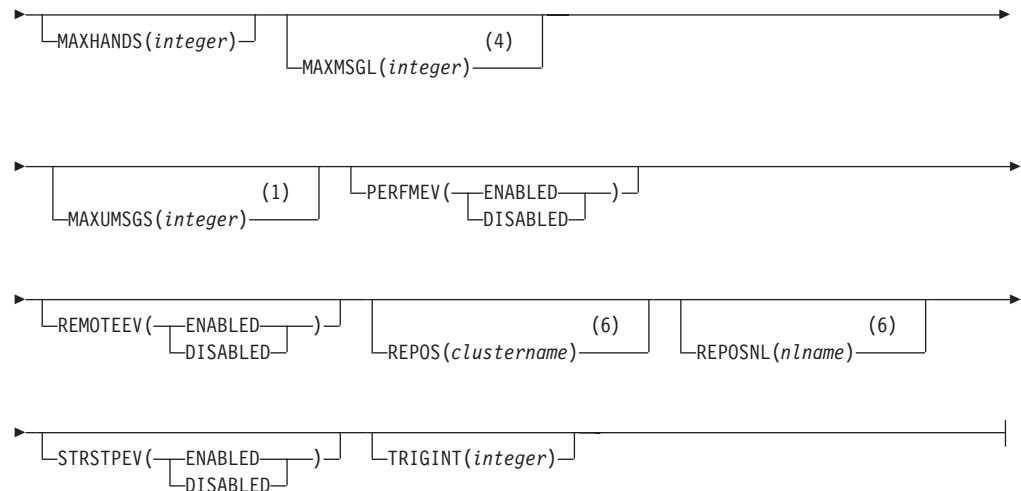 MAXHANDS(integer)
(4)
MAXMSGL(integer)
(1)
MAXUMSGS(integer)
PERFMEV( ENABLED )
DISABLED
REMOTEEV( ENABLED )
DISABLED
(6)
REPOS(clustername)
(6)
REPOSNL(nlname)
STRSTPEV( ENABLED )
DISABLED
TRIGINT(integer)